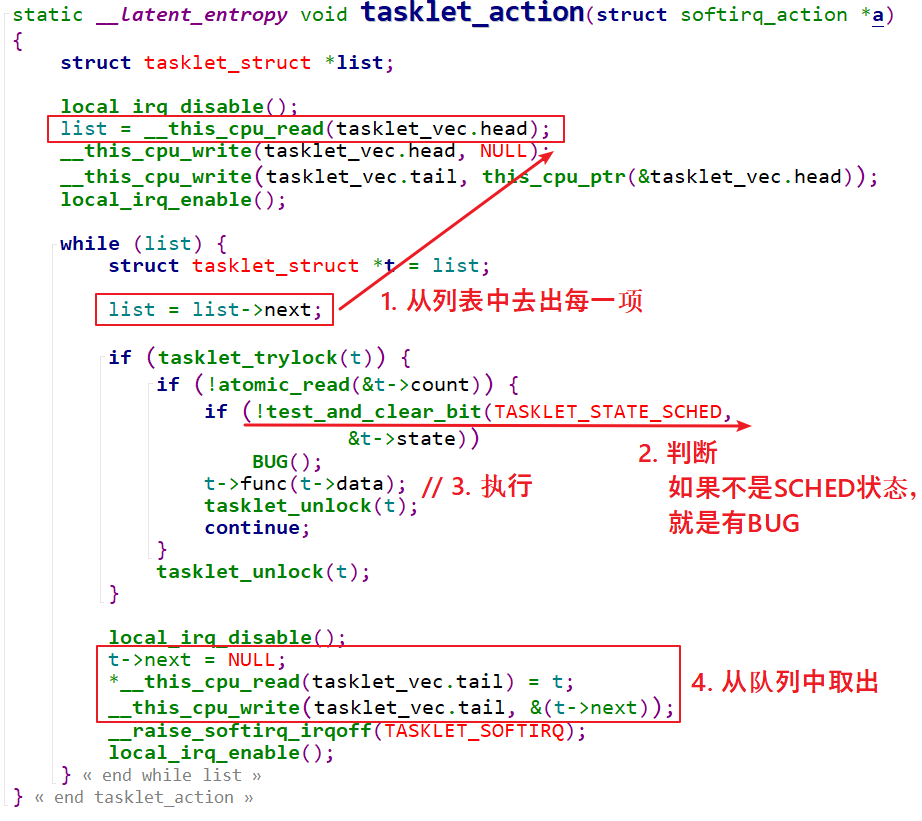 static __latent_entropy void tasklet_action(struct softirq_action *a)
{
struct tasklet_struct *list;
local_irq_disable();
list = __this_cpu_read(tasklet_vec.head);
__this_cpu_write(tasklet_vec.head, NULL);
__this_cpu_write(tasklet_vec.tail, this_cpu_ptr(&tasklet_vec.head));
local_irq_enable();
while (list) {
struct tasklet_struct *t = list;
list = list->next;
1. 从列表中去出每一项
if (tasklet_trylock(t)) {
if (!atomic_read(&t->count)) {
if (!test_and_clear_bit(TASKLET_STATE_SCHED,
&t->state))
2. 判断
如果不是SCHED状态，
就是有BUG
BUG();
t->func(t->data); // 3. 执行
tasklet_unlock(t);
continue;
}
tasklet_unlock(t);
}
local_irq_disable();
t->next = NULL;
*__this_cpu_read(tasklet_vec.tail) = t;
__this_cpu_write(tasklet_vec.tail, &(t->next));
4. 从队列中取出
__raise_softirq_irqoff(TASKLET_SOFTIRQ);
local_irq_enable();
} « end while list »
} « end tasklet_action »